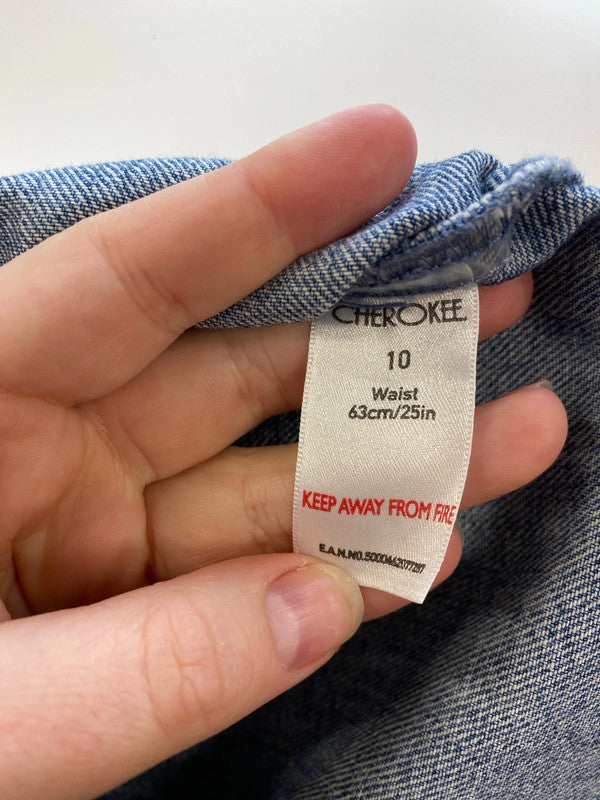 CHEROKEE
10
Waist
63cm/25in
KEEP AWAY FROM FIRE
E.A.N.NO.